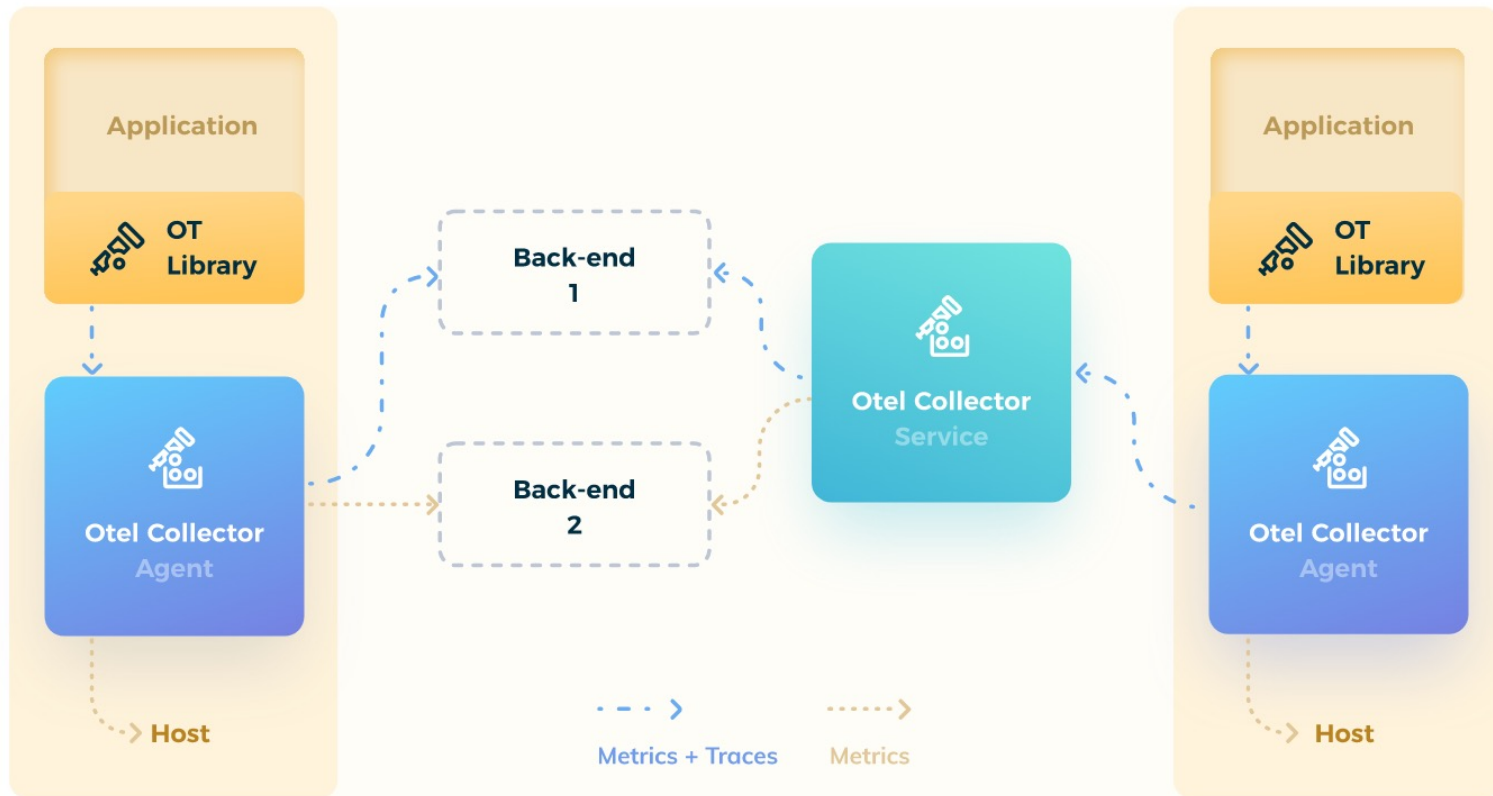 Application
OT
Library
Otel Collector
Agent
Host
Back-end
1
Back-end
2
Otel Collector
Service
Application
OT
Library
Otel Collector
Agent
Host
Metrics + Traces
Metrics